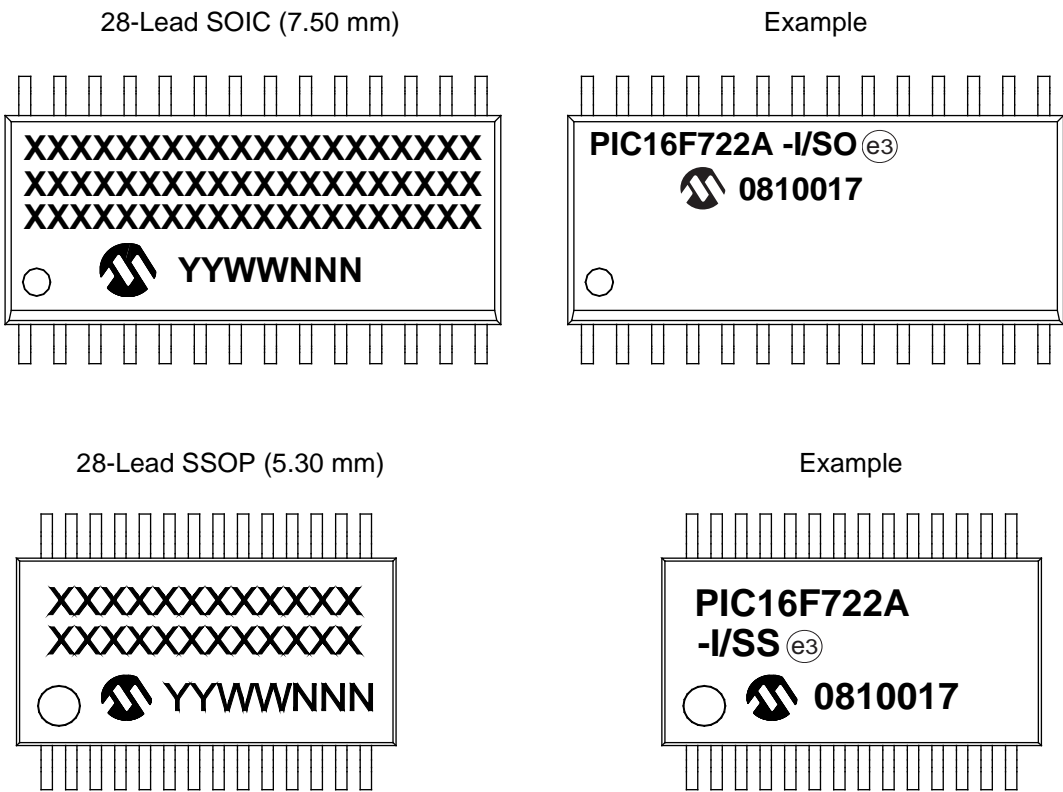 28-Lead SOIC (7.50 mm)
XXXXXXXXXXXXXXXXXXXX
XXXXXXXXXXXXXXXXXXXX
XXXXXXXXXXXXXXXXXXXX
YYWWNNN
Example
PIC16F722A -I/SO e3
0810017
28-Lead SSOP (5.30 mm)
XXXXXXXXXXXX
XXXXXXXXXXXX
YYWWNNN
Example
PIC16F722A
-I/SS e3
0810017